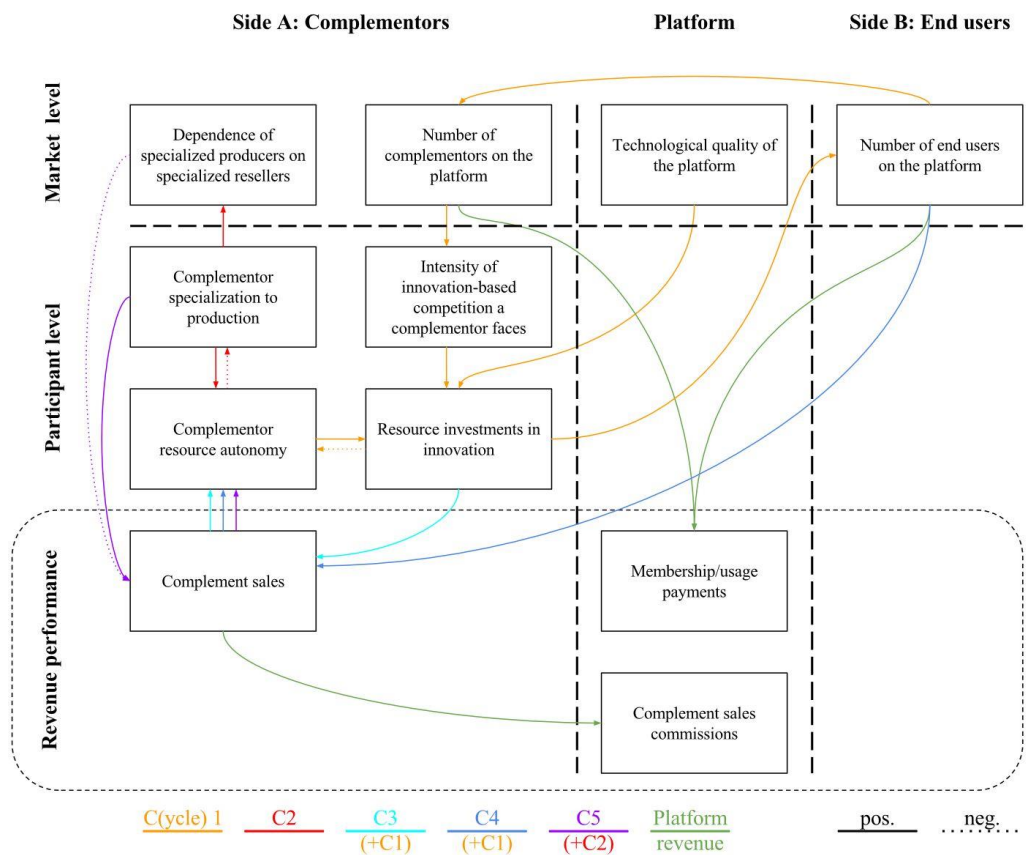 Side A: Complementors
Platform
Side B: End users
Market level
Dependence of
specialized producers on
specialized resellers
Number of
complementors on the
platform
Technological quality of
the platform
Number of end users
on the platform
Participant level
Complementor
specialization to
production
Intensity of
innovation-based
competition a
complementor faces
Complementor
resource autonomy
Resource investments in
innovation
Revenue performance
Complement sales
Membership/usage
payments
Complement sales
commissions
C(ycle) 1
C2
C3
(+C1)
C4
(+C1)
C5
(+C2)
Platform
revenue
pos.
neg.